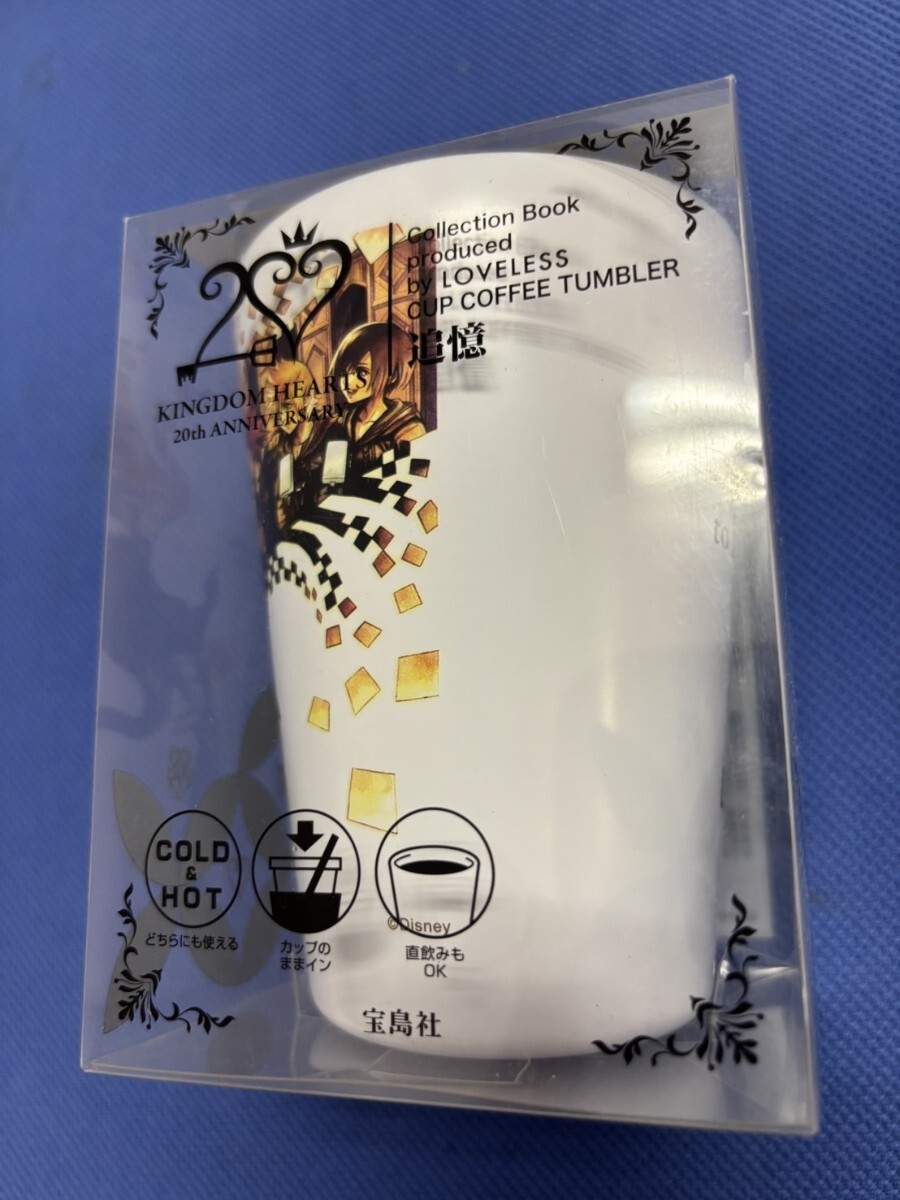 Collection Book
produced
by LOVELESS
CUP COFFEE TUMBLER
追憶
KINGDOM HEARTS
20th ANNIVERSARY
COLD
&
HOT
どちらにも使える
カップの
ままイン
©Disney
直飲みも
OK
宝島社